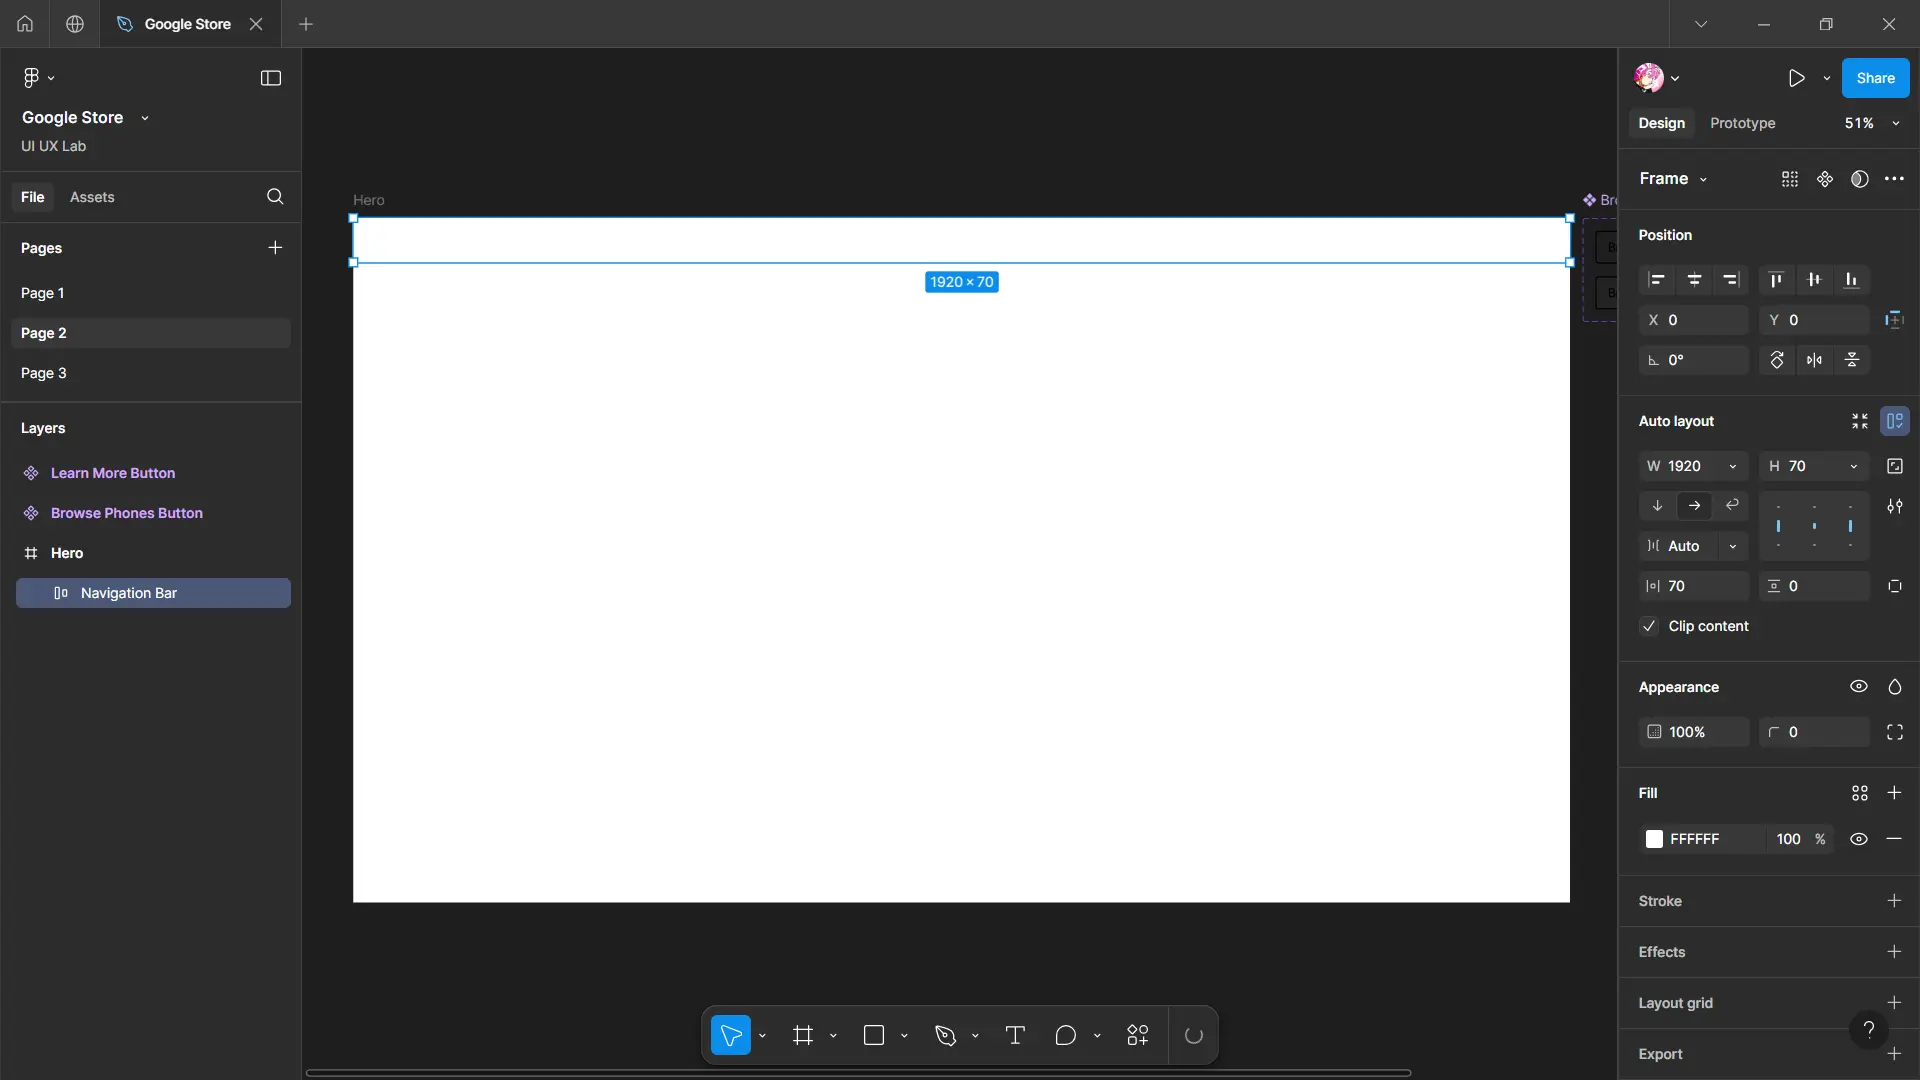 Google Store
Google Store
UI UX Lab
File
Assets
Pages
Page 1
Page 2
Page 3
Layers
Learn More Button
Browse Phones Button
Hero
Navigation Bar
Hero
1920 × 70
Bro
B
B
Share
Design
Prototype
51%
Frame
Position
X 0
Y 0
0°
Auto layout
W 1920
H 70
Auto
70
0
Clip content
Appearance
100%
0
Fill
FFFFFF 100 %
Stroke
Effects
Layout grid
Export
?